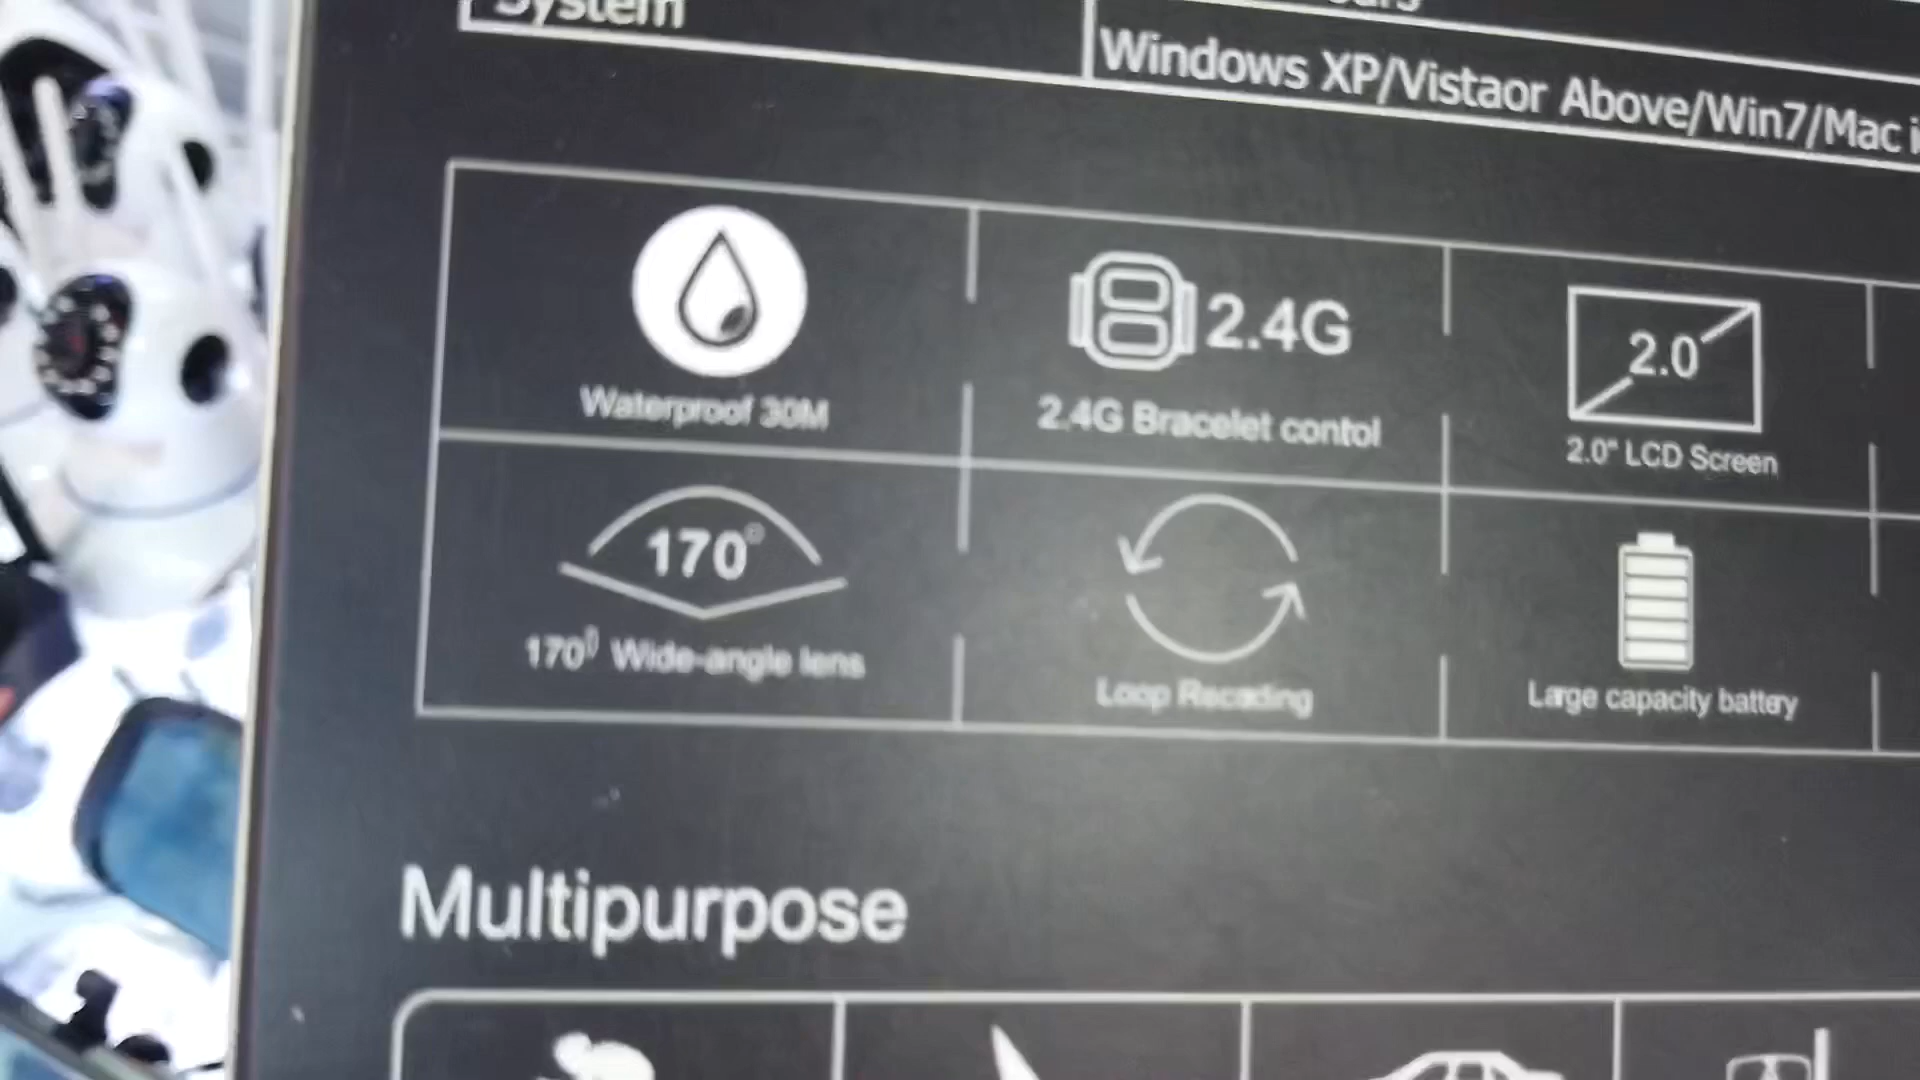 System
Windows XP/Vistaor Above/Win7/Mac
2.4G
2.0
Waterproof 30M
2.4G Bracelet contol
2.0" LCD Screen
170°
170° Wide-angle lens
Loop Recading
Large capacity battery
Multipurpose